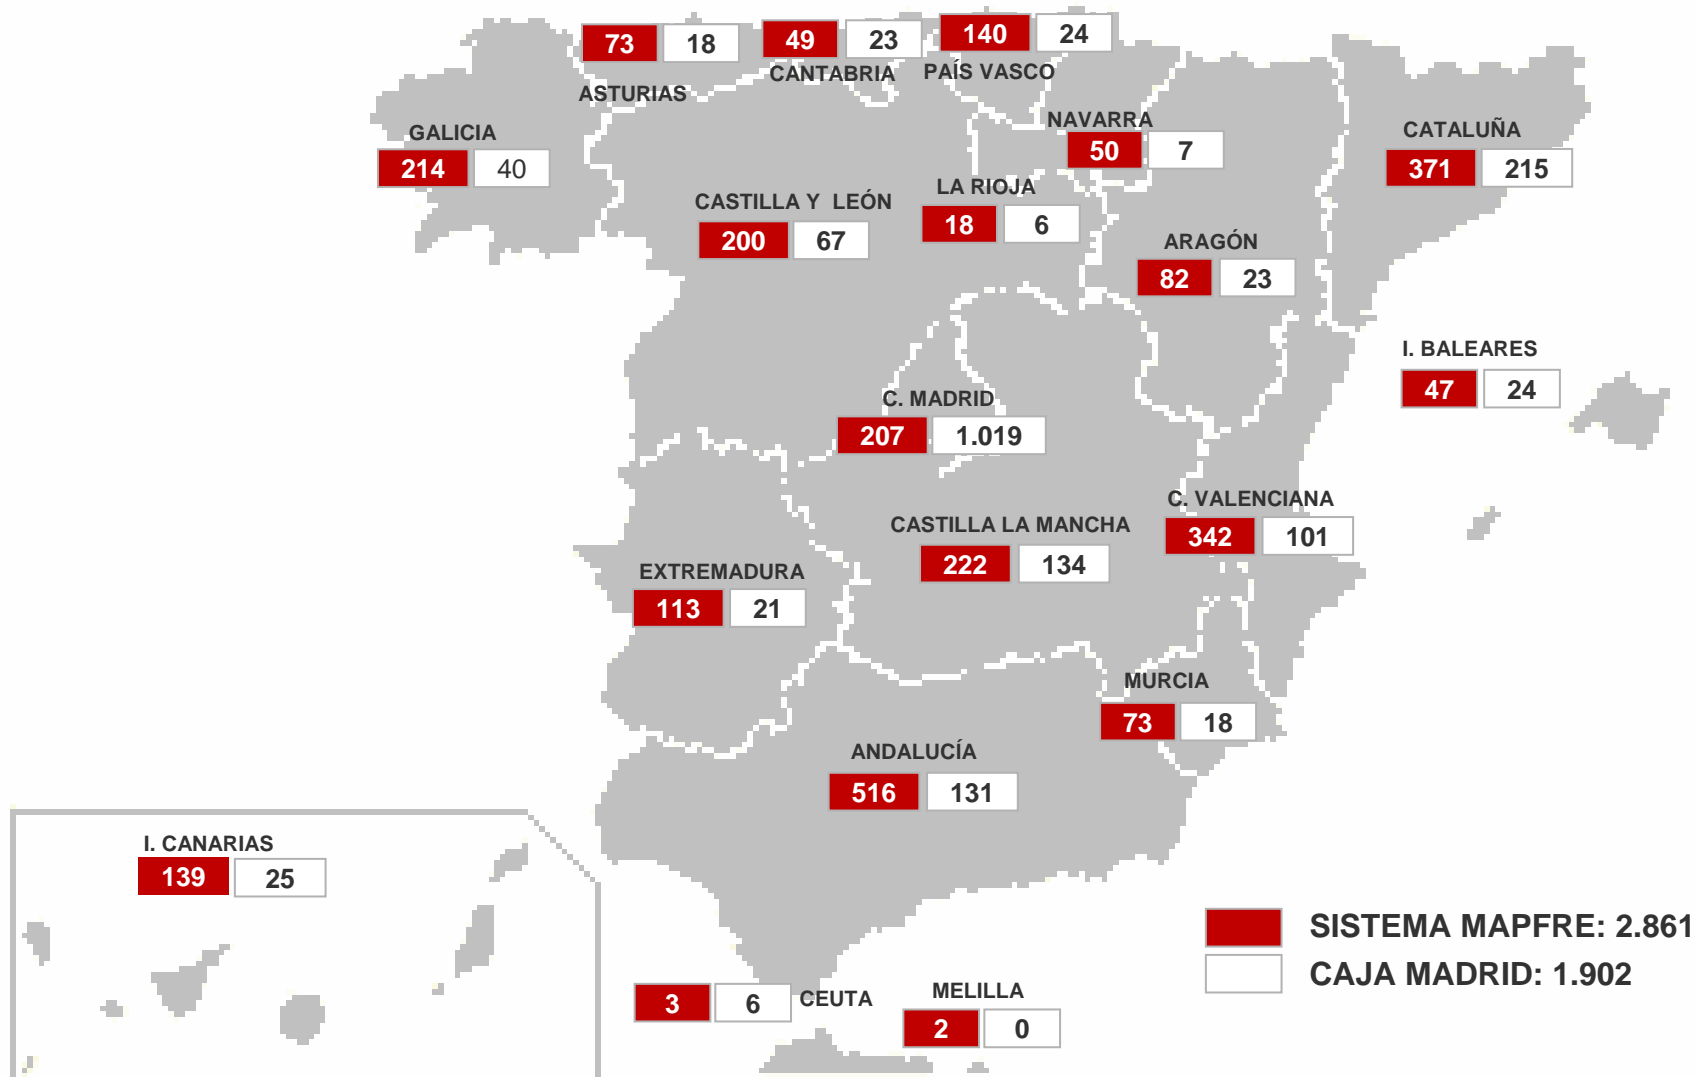 73 18
49 23
140 24
CANTABRIA
PAÍS VASCO
ASTURIAS
GALICIA
214 40
NAVARRA
50 7
CATALUÑA
371 215
CASTILLA Y LEÓN
200 67
LA RIOJA
18 6
ARAGÓN
82 23
I. BALEARES
47 24
C. MADRID
207 1.019
C. VALENCIANA
342 101
CASTILLA LA MANCHA
222 134
EXTREMADURA
113 21
MURCIA
73 18
ANDALUCÍA
516 131
I. CANARIAS
139 25
SISTEMA MAPFRE: 2.861
CAJA MADRID: 1.902
3 6 CEUTA
MELILLA
2 0